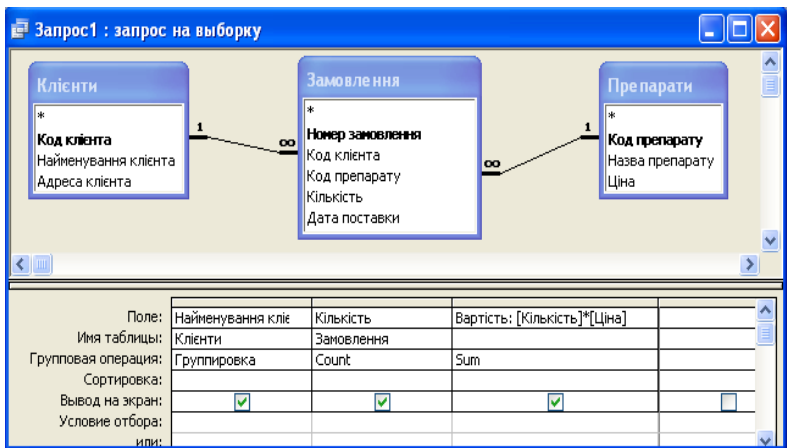 Запрос1 : запрос на выборку
Клієнти
*
Код клієнта
Найменування клієнта
Адреса клієнта
1
∞
Замовлення
*
Номер замовлення
Код клієнта
Код препарату
Кількість
Дата поставки
∞
1
Препарати
*
Код препарату
Назва препарату
Ціна
Поле: Найменування кліє Кількість Вартість: [Кількість]*[Ціна]
Имя таблицы: Клієнти Замовлення
Групповая операция: Группировка Count Sum
Сортировка:
Вывод на экран:
Условие отбора:
или: